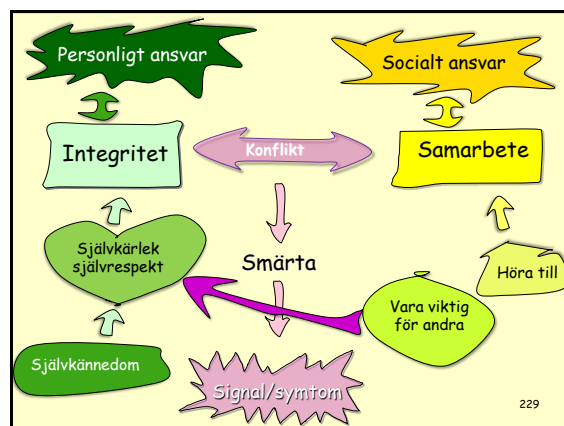 Personligt ansvar
Socialt ansvar
Integritet
Konflikt
Samarbete
Självkärlek
självrespekt
Smärta
Höra till
Vara viktig
för andra
Självkännedom
Signal/symtom
229